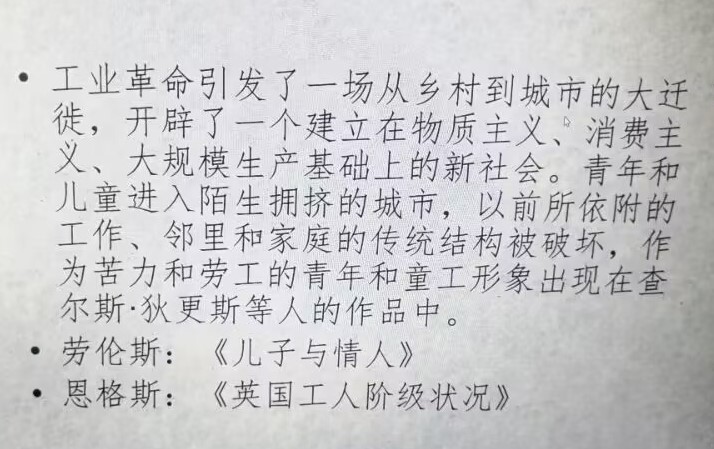 • 工业革命引发了一场从乡村到城市的大迁
徙，开辟了一个建立在物质主义、消费主
义、大规模生产基础上的新社会。青年和
儿童进入陌生拥挤的城市，以前所依附的
工作、邻里和家庭的传统结构被破坏，作
为苦力和劳工的青年和童工形象出现在查
尔斯·狄更斯等人的作品中。
• 劳伦斯：《儿子与情人》
• 恩格斯：《英国工人阶级状况》